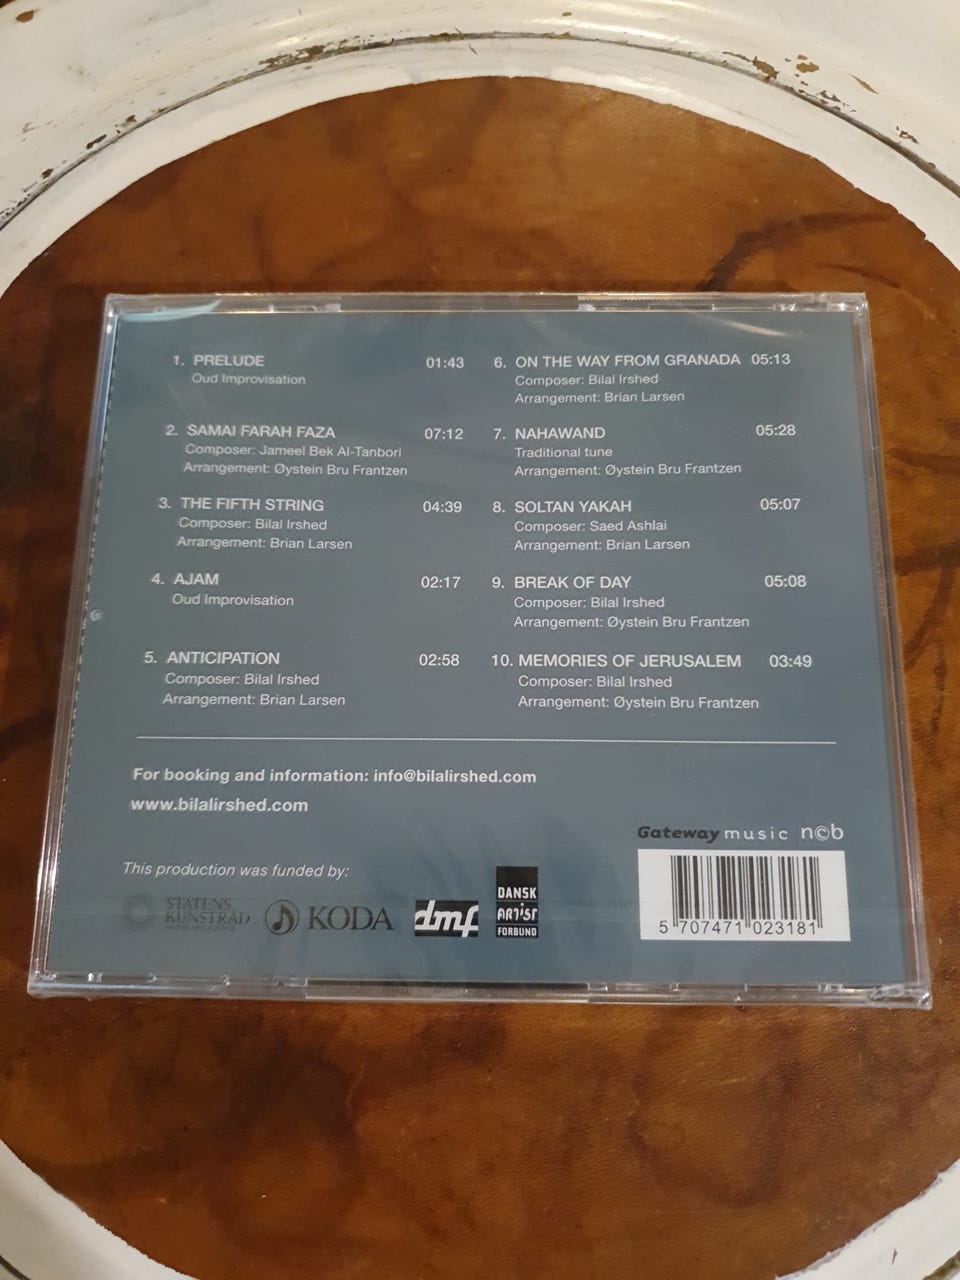 1. PRELUDE 01:43
Oud Improvisation
2. SAMAI FARAH FAZA 07:12
Composer: Jameel Bek Al-Tanbori
Arrangement: Øystein Bru Frantzen
3. THE FIFTH STRING 04:39
Composer: Bilal Irshed
Arrangement: Brian Larsen
4. AJAM 02:17
Oud Improvisation
5. ANTICIPATION 02:58
Composer: Bilal Irshed
Arrangement: Brian Larsen
6. ON THE WAY FROM GRANADA 05:13
Composer: Bilal Irshed
Arrangement: Brian Larsen
7. NAHAWAND 05:28
Traditional tune
Arrangement: Øystein Bru Frantzen
8. SOLTAN YAKAH 05:07
Composer: Saed Ashlai
Arrangement: Brian Larsen
9. BREAK OF DAY 05:08
Composer: Bilal Irshed
Arrangement: Øystein Bru Frantzen
10. MEMORIES OF JERUSALEM 03:49
Composer: Bilal Irshed
Arrangement: Øystein Bru Frantzen
For booking and information: info@bilalirshed.com
www.bilalirshed.com
Gateway music n©b
This production was funded by:
STATENS
KUNSTRÅD
KODA
dmf
DANSK
ARTIST
FORBUND
5 707471 023181